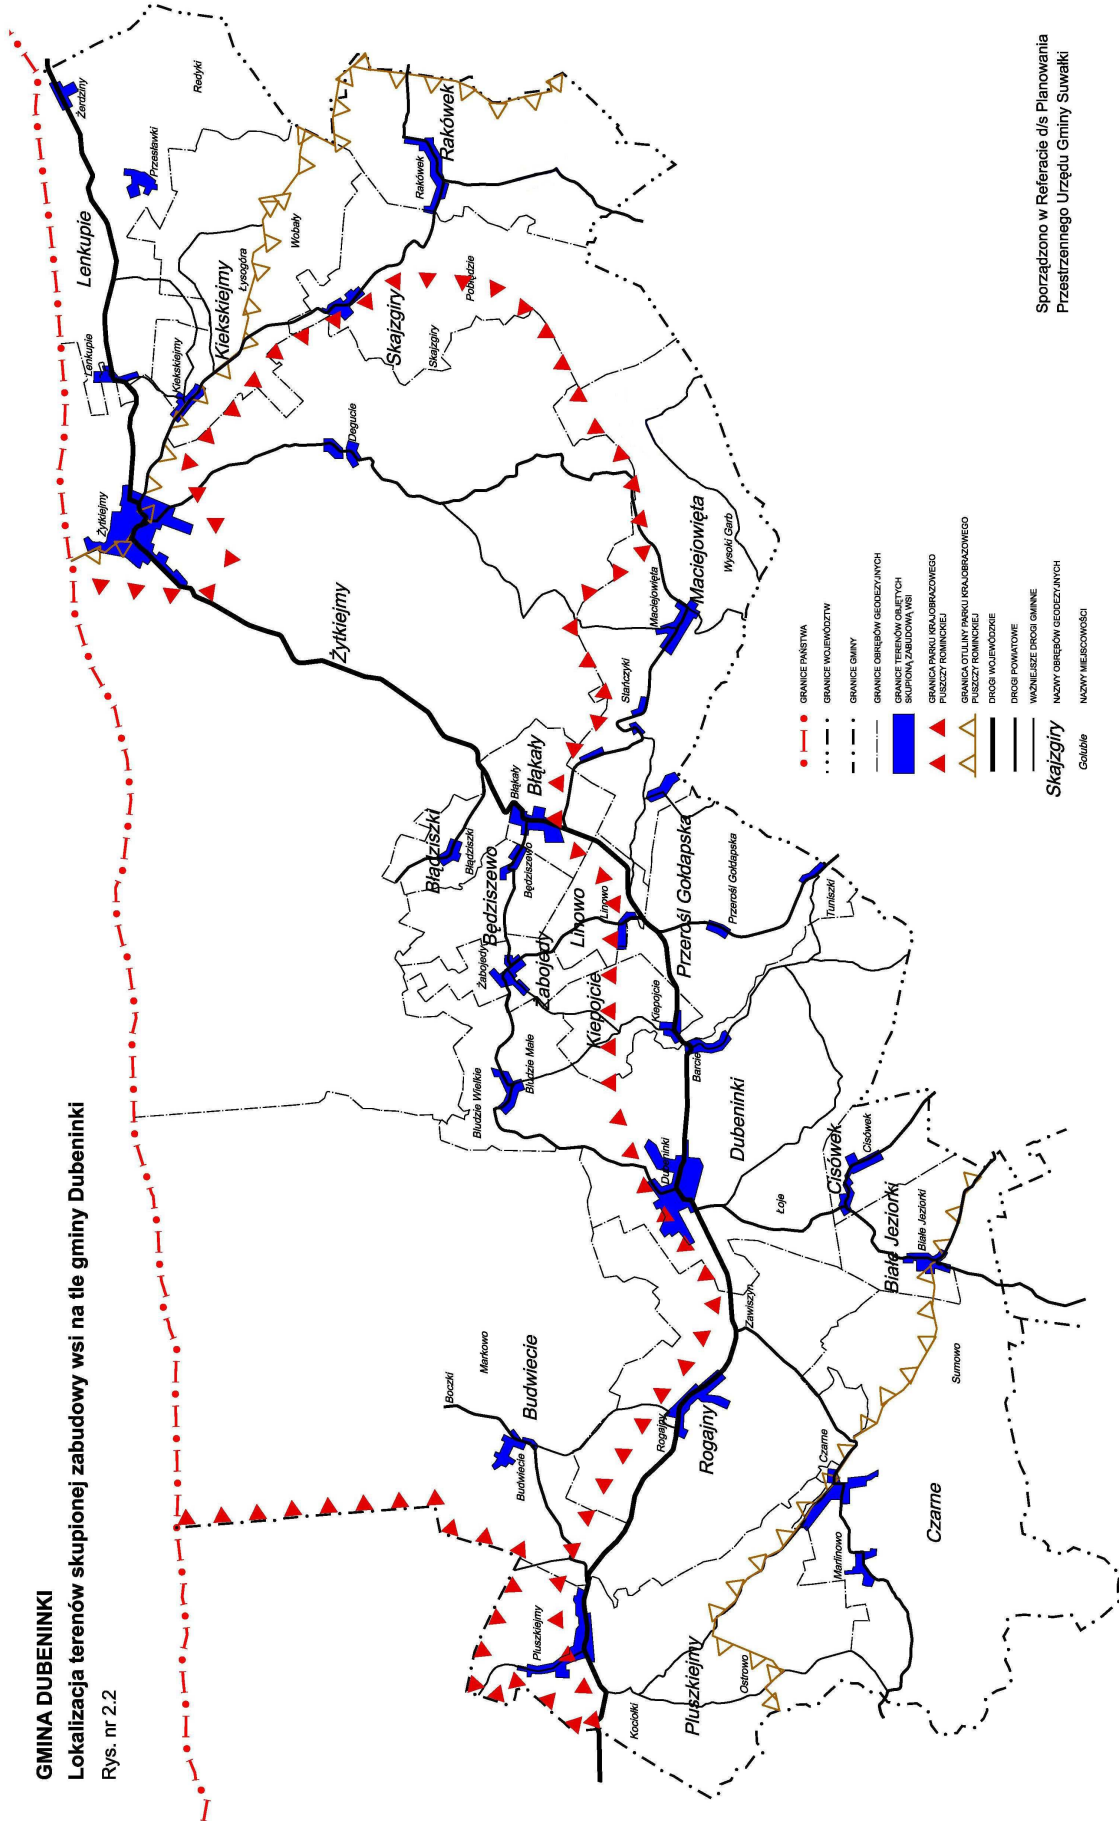 GMINA DUBENINKI
Lokalizacja terenów skupionej zabudowy wsi na tle gminy Dubeninki
Rys. nr 2.2
Żerdziny
Redyki
Przesławki
Lenkupie
Lenkupie
Kiekskiejmy
Kiekskiejmy
Łysogóra
Wobały
Rakówek
Rakówek
Żytkiejmy
Żytkiejmy
Degucie
Skajzgiry
Skajzgiry
Pobłędzie
Maciejowięta
Maciejowięta
Wysoki Garb
Stańczyki
Błąkały
Błąkały
Błądziszki
Błądziszki
Będziszewo
Będziszewo
Żabojedy
Żabojedy
Linowo
Linowo
Przerośl Gołdapska
Przerośl Gołdapska
Tuniszki
Kiepojcie
Kiepojcie
Bludzie Wielkie
Bludzie Małe
Dubeninki
Dubeninki
Cisówek
Cisówek
Łoje
Białe Jeziorki
Białe Jeziorki
Zawiszyn
Sumowo
Boczki
Markowo
Budwiecie
Budwiecie
Rogajny
Rogajny
Czarne
Czarne
Marlinowo
Pluszkiejmy
Pluszkiejmy
Ostrowo
Kociołki
GRANICE PAŃSTWA
GRANICE WOJEWÓDZTW
GRANICE GMINY
GRANICE OBRĘBÓW GEODEZYJNYCH
GRANICE TERENÓW OBJĘTYCH
SKUPIONĄ ZABUDOWĄ WSI
GRANICA PARKU KRAJOBRAZOWEGO
PUSZCZY ROMINCKIEJ
GRANICA OTULINY PARKU KRAJOBRAZOWEGO
PUSZCZY ROMINCKIEJ
DROGI WOJEWÓDZKIE
DROGI POWIATOWE
WAŻNIEJSZE DROGI GMINNE
Skajzgiry NAZWY OBRĘBÓW GEODEZYJNYCH
Golubie NAZWY MIEJSCOWOŚCI
Sporządzono w Referacie d/s Planowania
Przestrzennego Urzędu Gminy Suwałki